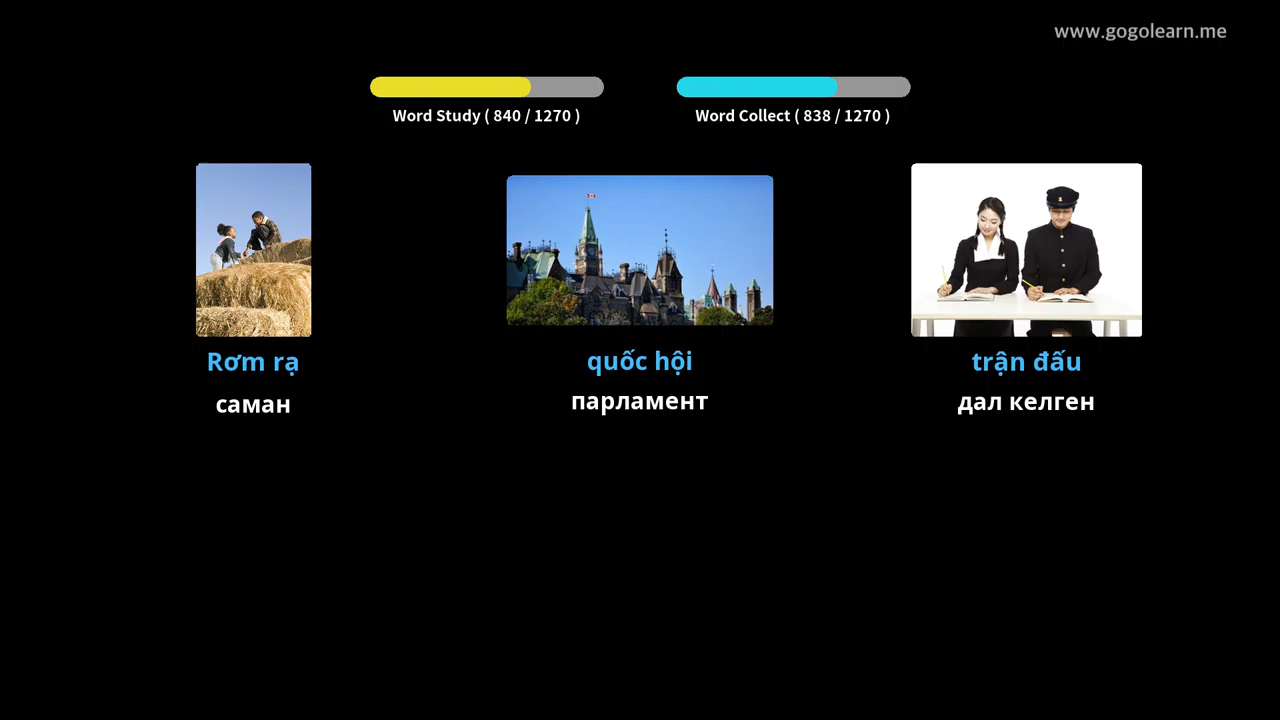 www.gogolearn.me
Word Study ( 840 / 1270 )
Word Collect ( 838 / 1270 )
Rơm rạ
саман
quốc hội
парламент
trận đấu
дал келген